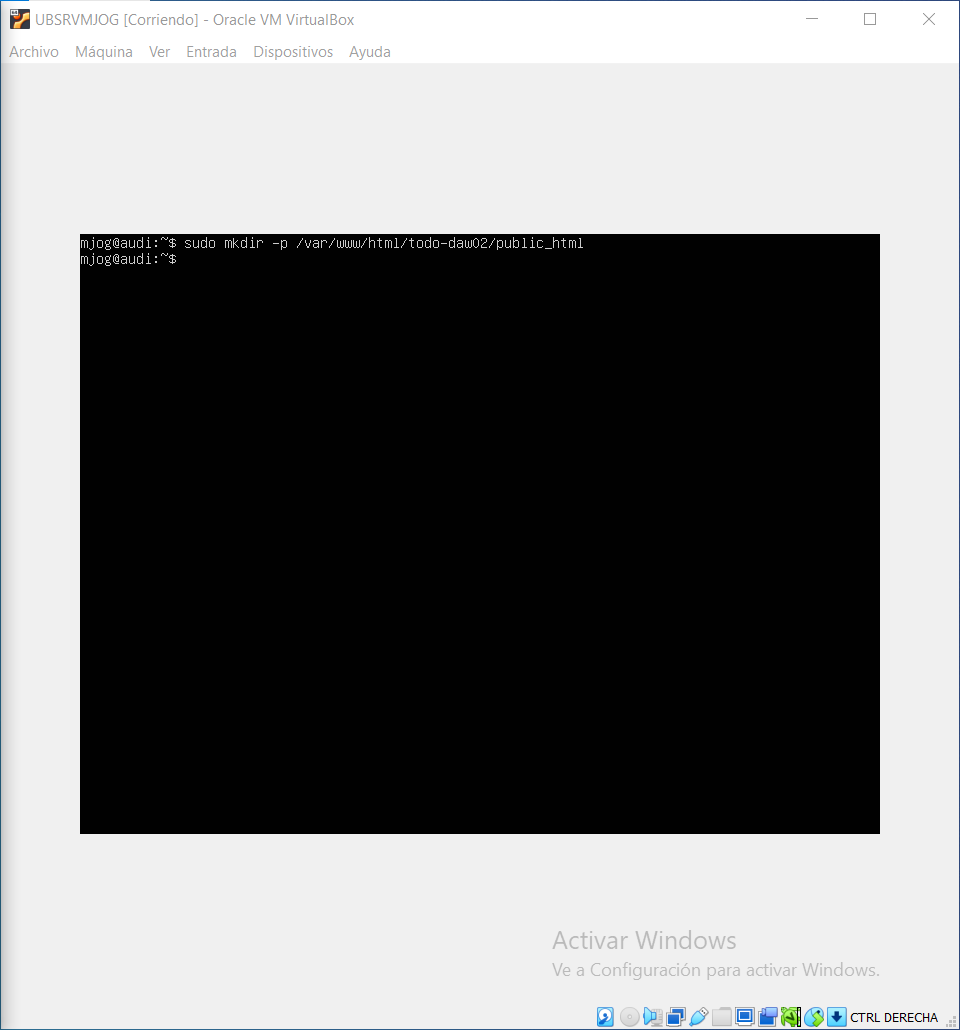 UBSRVMJOG [Corriendo] - Oracle VM VirtualBox
Archivo Máquina Ver Entrada Dispositivos Ayuda
mjog@audi:~$ sudo mkdir -p /var/www/html/todo-daw02/public_html
mjog@audi:~$
Activar Windows
Ve a Configuración para activar Windows.
CTRL DERECHA